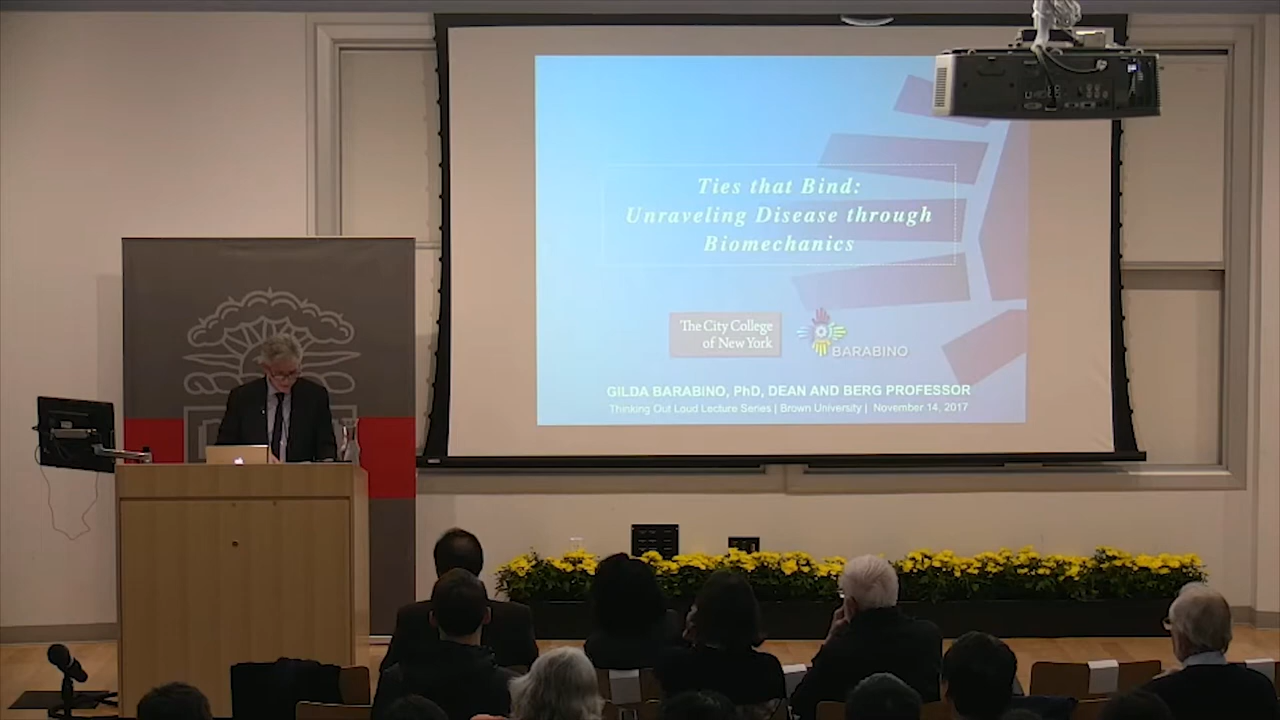 Ties that Bind:
Unraveling Disease through
Biomechanics
The City College
of New York
BARABINO
GILDA BARABINO, PhD, DEAN AND BERG PROFESSOR
Thinking Out Loud Lecture Series | Brown University | November 14, 2017